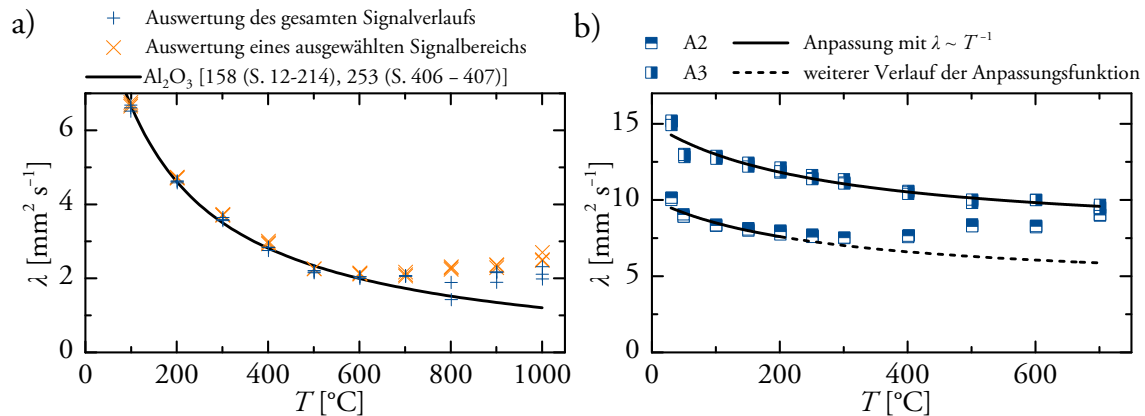 a)
Auswertung des gesamten Signalverlaufs
Auswertung eines ausgewählten Signalbereichs
Al₂O₃ [158 (S. 12-214), 253 (S. 406 – 407)]
6
4
2
0
λ [mm² s⁻¹]
0 200 400 600 800 1000
T [°C]
b)
A2 Anpassung mit λ ~ T⁻¹
A3 weiterer Verlauf der Anpassungsfunktion
15
10
5
0
λ [mm² s⁻¹]
0 200 400 600
T [°C]